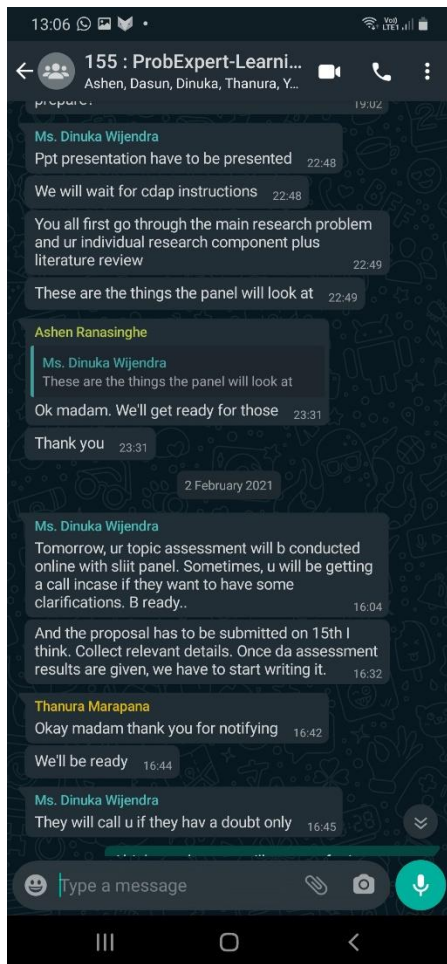 13:06
Vo))
LTE1
155 : ProbExpert-Learni...
Ashen, Dasun, Dinuka, Thanura, Y...
prepare?
19:02
Ms. Dinuka Wijendra
Ppt presentation have to be presented 22:48
We will wait for cdap instructions 22:48
You all first go through the main research problem
and ur individual research component plus
literature review
22:49
These are the things the panel will look at 22:49
Ashen Ranasinghe
Ms. Dinuka Wijendra
These are the things the panel will look at
Ok madam. We'll get ready for those 23:31
Thank you 23:31
2 February 2021
Ms. Dinuka Wijendra
Tomorrow, ur topic assessment will b conducted
online with sliit panel. Sometimes, u will be getting
a call incase if they want to have some
clarifications. B ready..
16:04
And the proposal has to be submitted on 15th I
think. Collect relevant details. Once da assessment
results are given, we have to start writing it. 16:32
Thanura Marapana
Okay madam thank you for notifying 16:42
We'll be ready 16:44
Ms. Dinuka Wijendra
They will call u if they hav a doubt only 16:45
Type a message